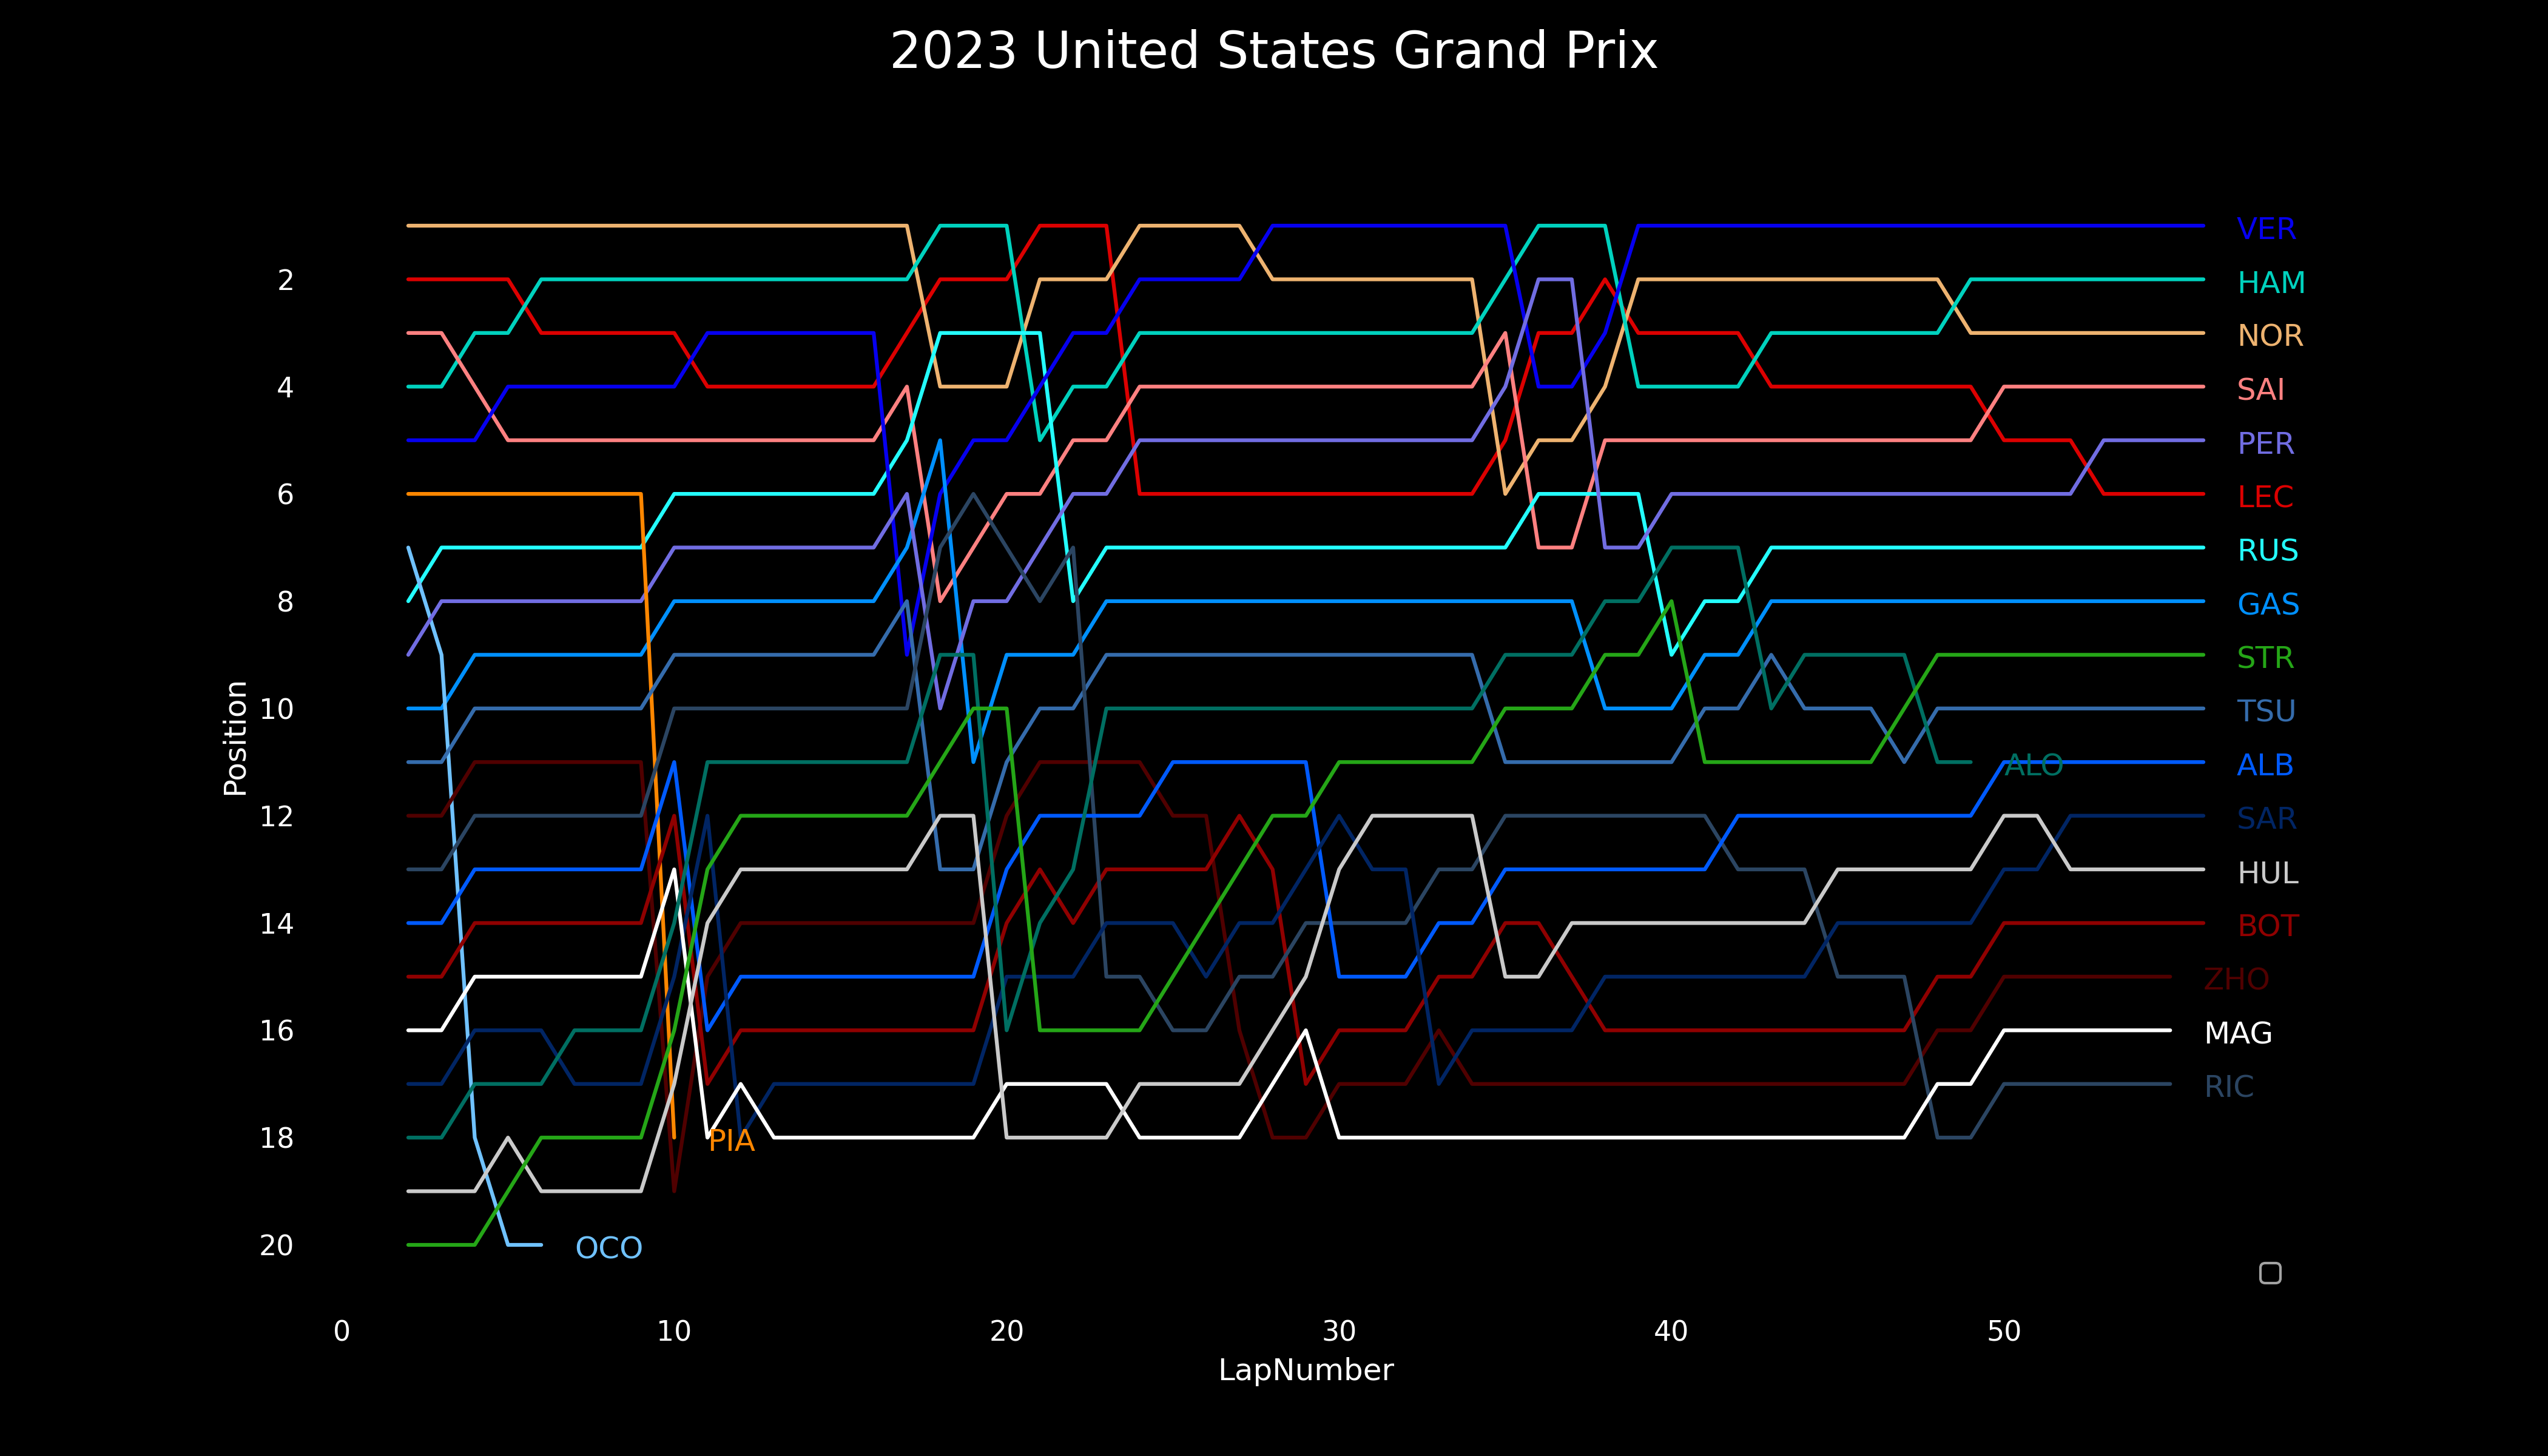 2023 United States Grand Prix
VER
2 HAM
NOR
4 SAI
PER
6 LEC
RUS
8 GAS
STR
10 TSU
Position
ALO ALB
12 SAR
HUL
14 BOT
ZHO
16 MAG
RIC
18 PIA
20 OCO
0 10 20 30 40 50
LapNumber